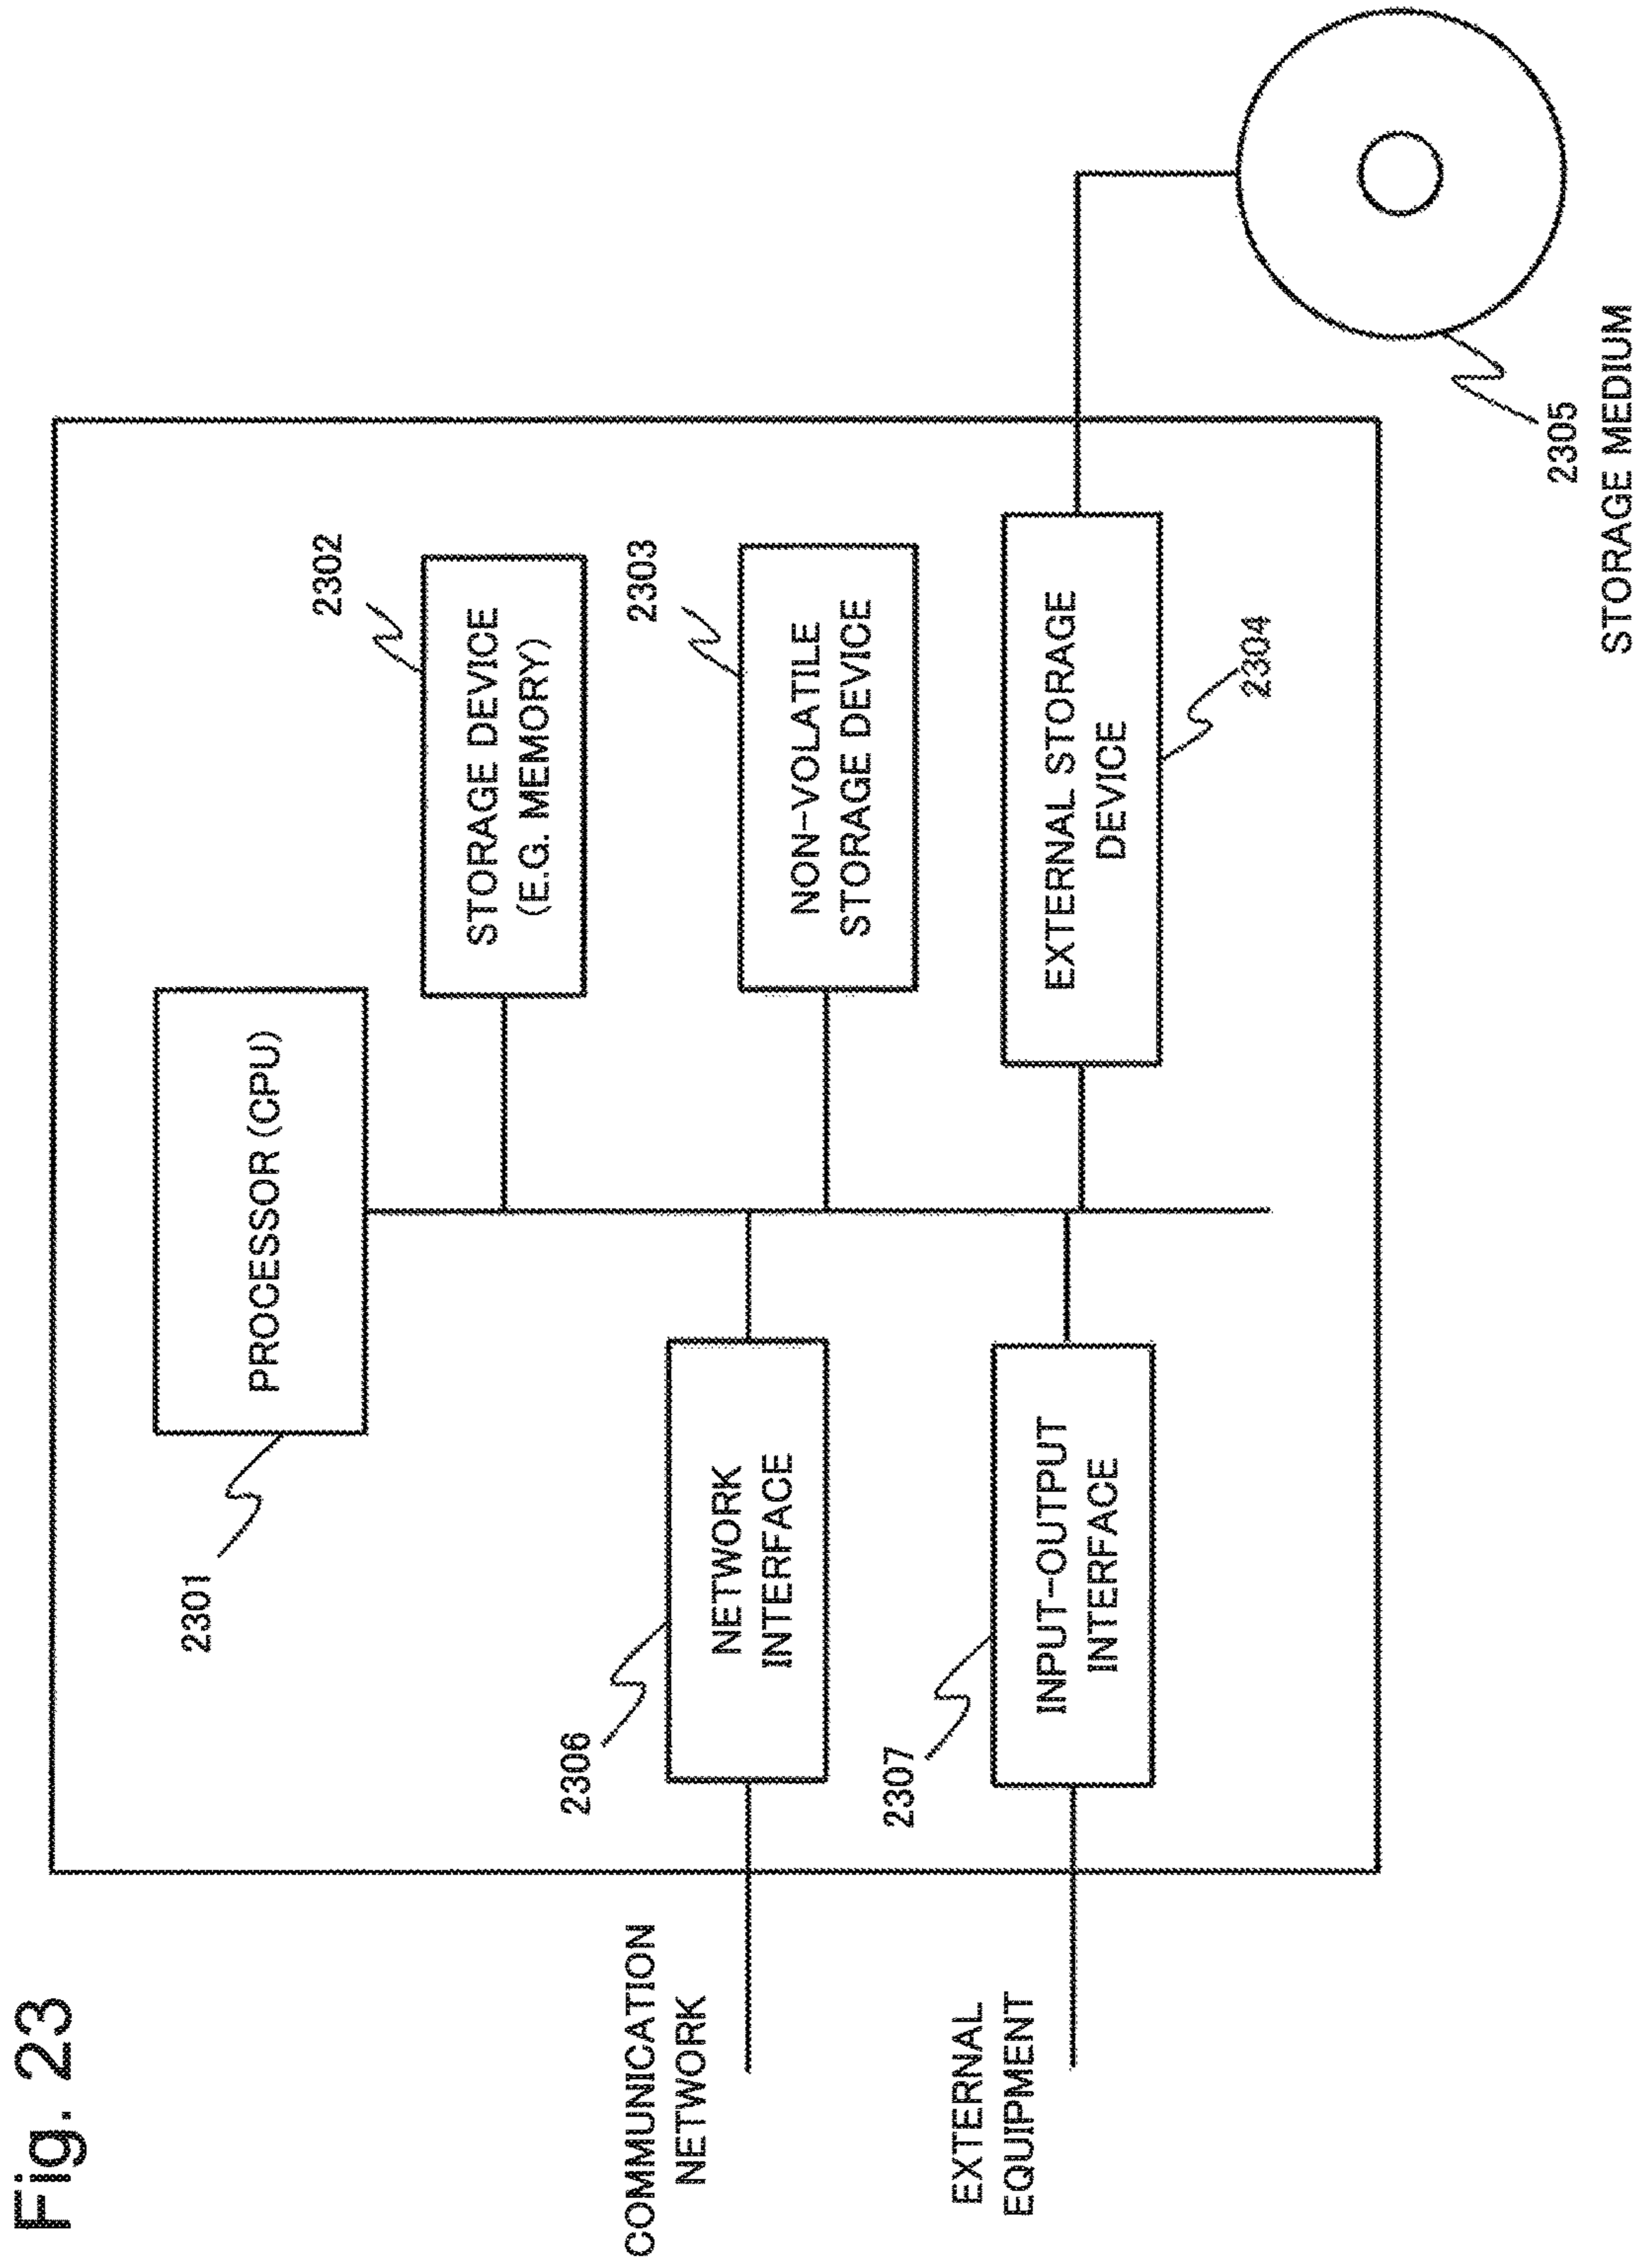 Fig. 23
2301
PROCESSOR (CPU)
2302
STORAGE DEVICE
(E.G. MEMORY)
COMMUNICATION
NETWORK
2306
NETWORK
INTERFACE
2303
NON-VOLATILE
STORAGE DEVICE
EXTERNAL
EQUIPMENT
2307
INPUT-OUTPUT
INTERFACE
EXTERNAL STORAGE
DEVICE
2304
2305
STORAGE MEDIUM